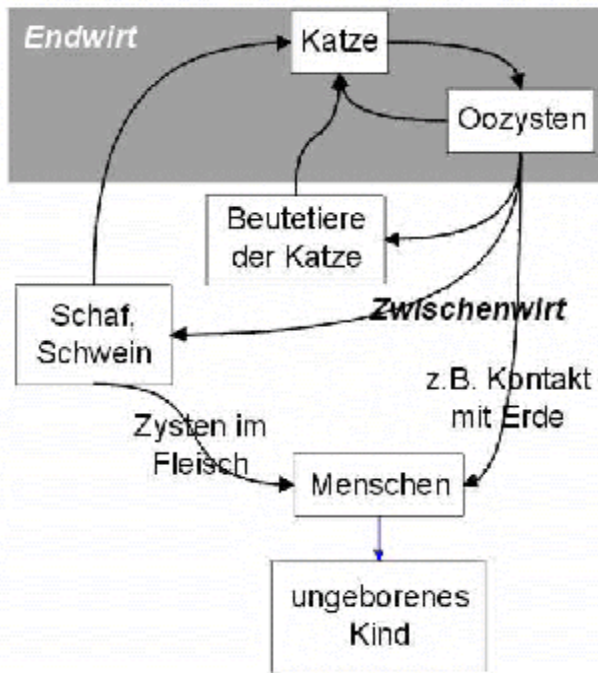 Endwirt
Katze
Oozysten
Beutetiere
der Katze
Zwischenwirt
Schaf,
Schwein
z.B. Kontakt
mit Erde
Zysten im
Fleisch
Menschen
ungeborenes
Kind